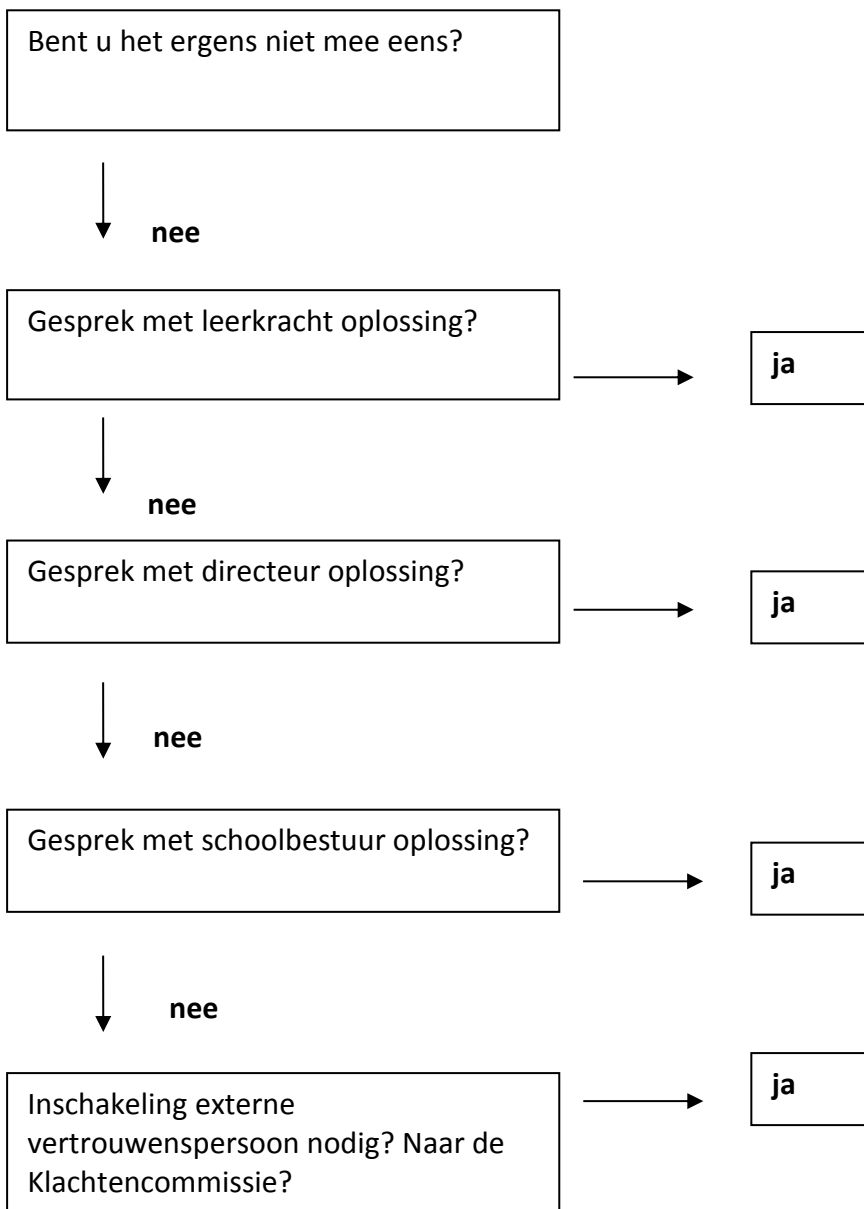 Bent u het ergens niet mee eens?
nee
Gesprek met leerkracht oplossing?
ja
nee
Gesprek met directeur oplossing?
ja
nee
Gesprek met schoolbestuur oplossing?
ja
nee
Inschakeling externe
vertrouwenspersoon nodig? Naar de
Klachtencommissie?
ja